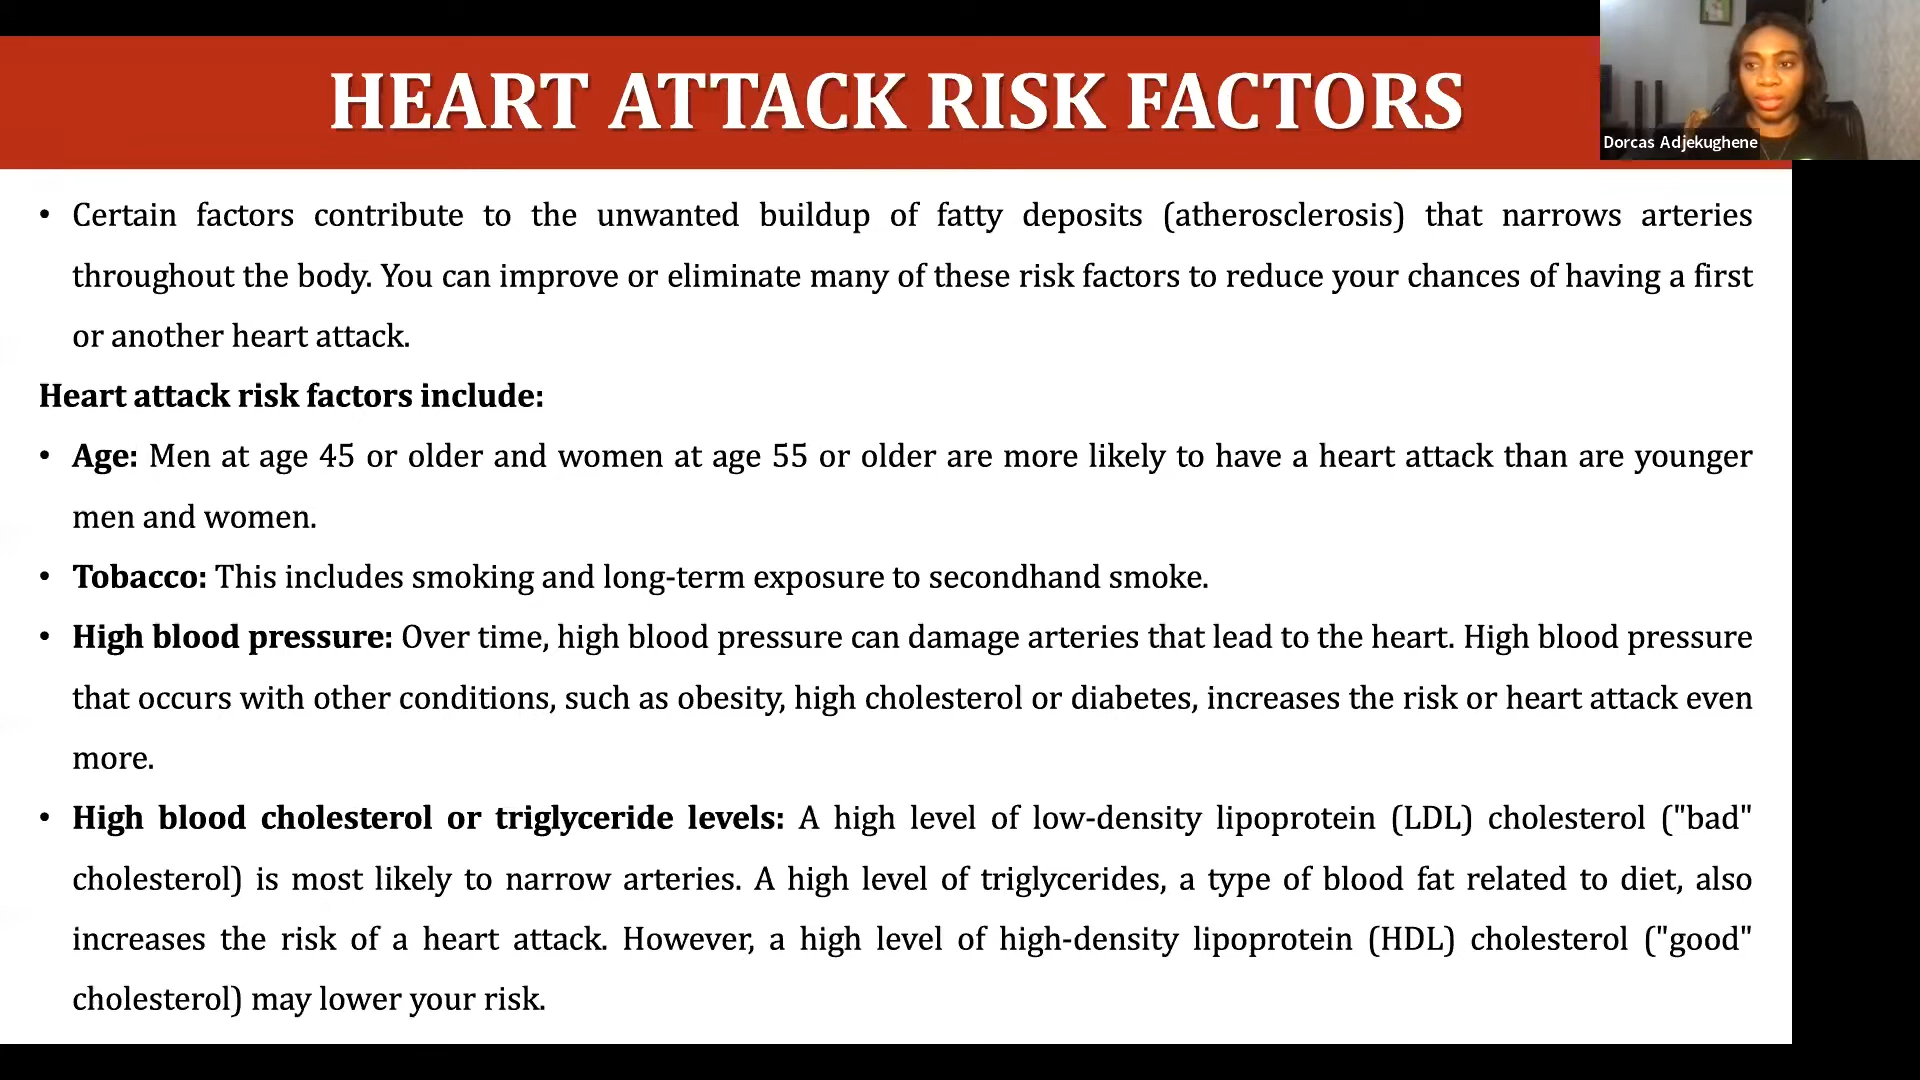 HEART ATTACK RISK FACTORS
Dorcas Adjekughene
• Certain factors contribute to the unwanted buildup of fatty deposits (atherosclerosis) that narrows arteries
throughout the body. You can improve or eliminate many of these risk factors to reduce your chances of having a first
or another heart attack.
Heart attack risk factors include:
• Age: Men at age 45 or older and women at age 55 or older are more likely to have a heart attack than are younger
men and women.
• Tobacco: This includes smoking and long-term exposure to secondhand smoke.
• High blood pressure: Over time, high blood pressure can damage arteries that lead to the heart. High blood pressure
that occurs with other conditions, such as obesity, high cholesterol or diabetes, increases the risk or heart attack even
more.
• High blood cholesterol or triglyceride levels: A high level of low-density lipoprotein (LDL) cholesterol ("bad"
cholesterol) is most likely to narrow arteries. A high level of triglycerides, a type of blood fat related to diet, also
increases the risk of a heart attack. However, a high level of high-density lipoprotein (HDL) cholesterol ("good"
cholesterol) may lower your risk.